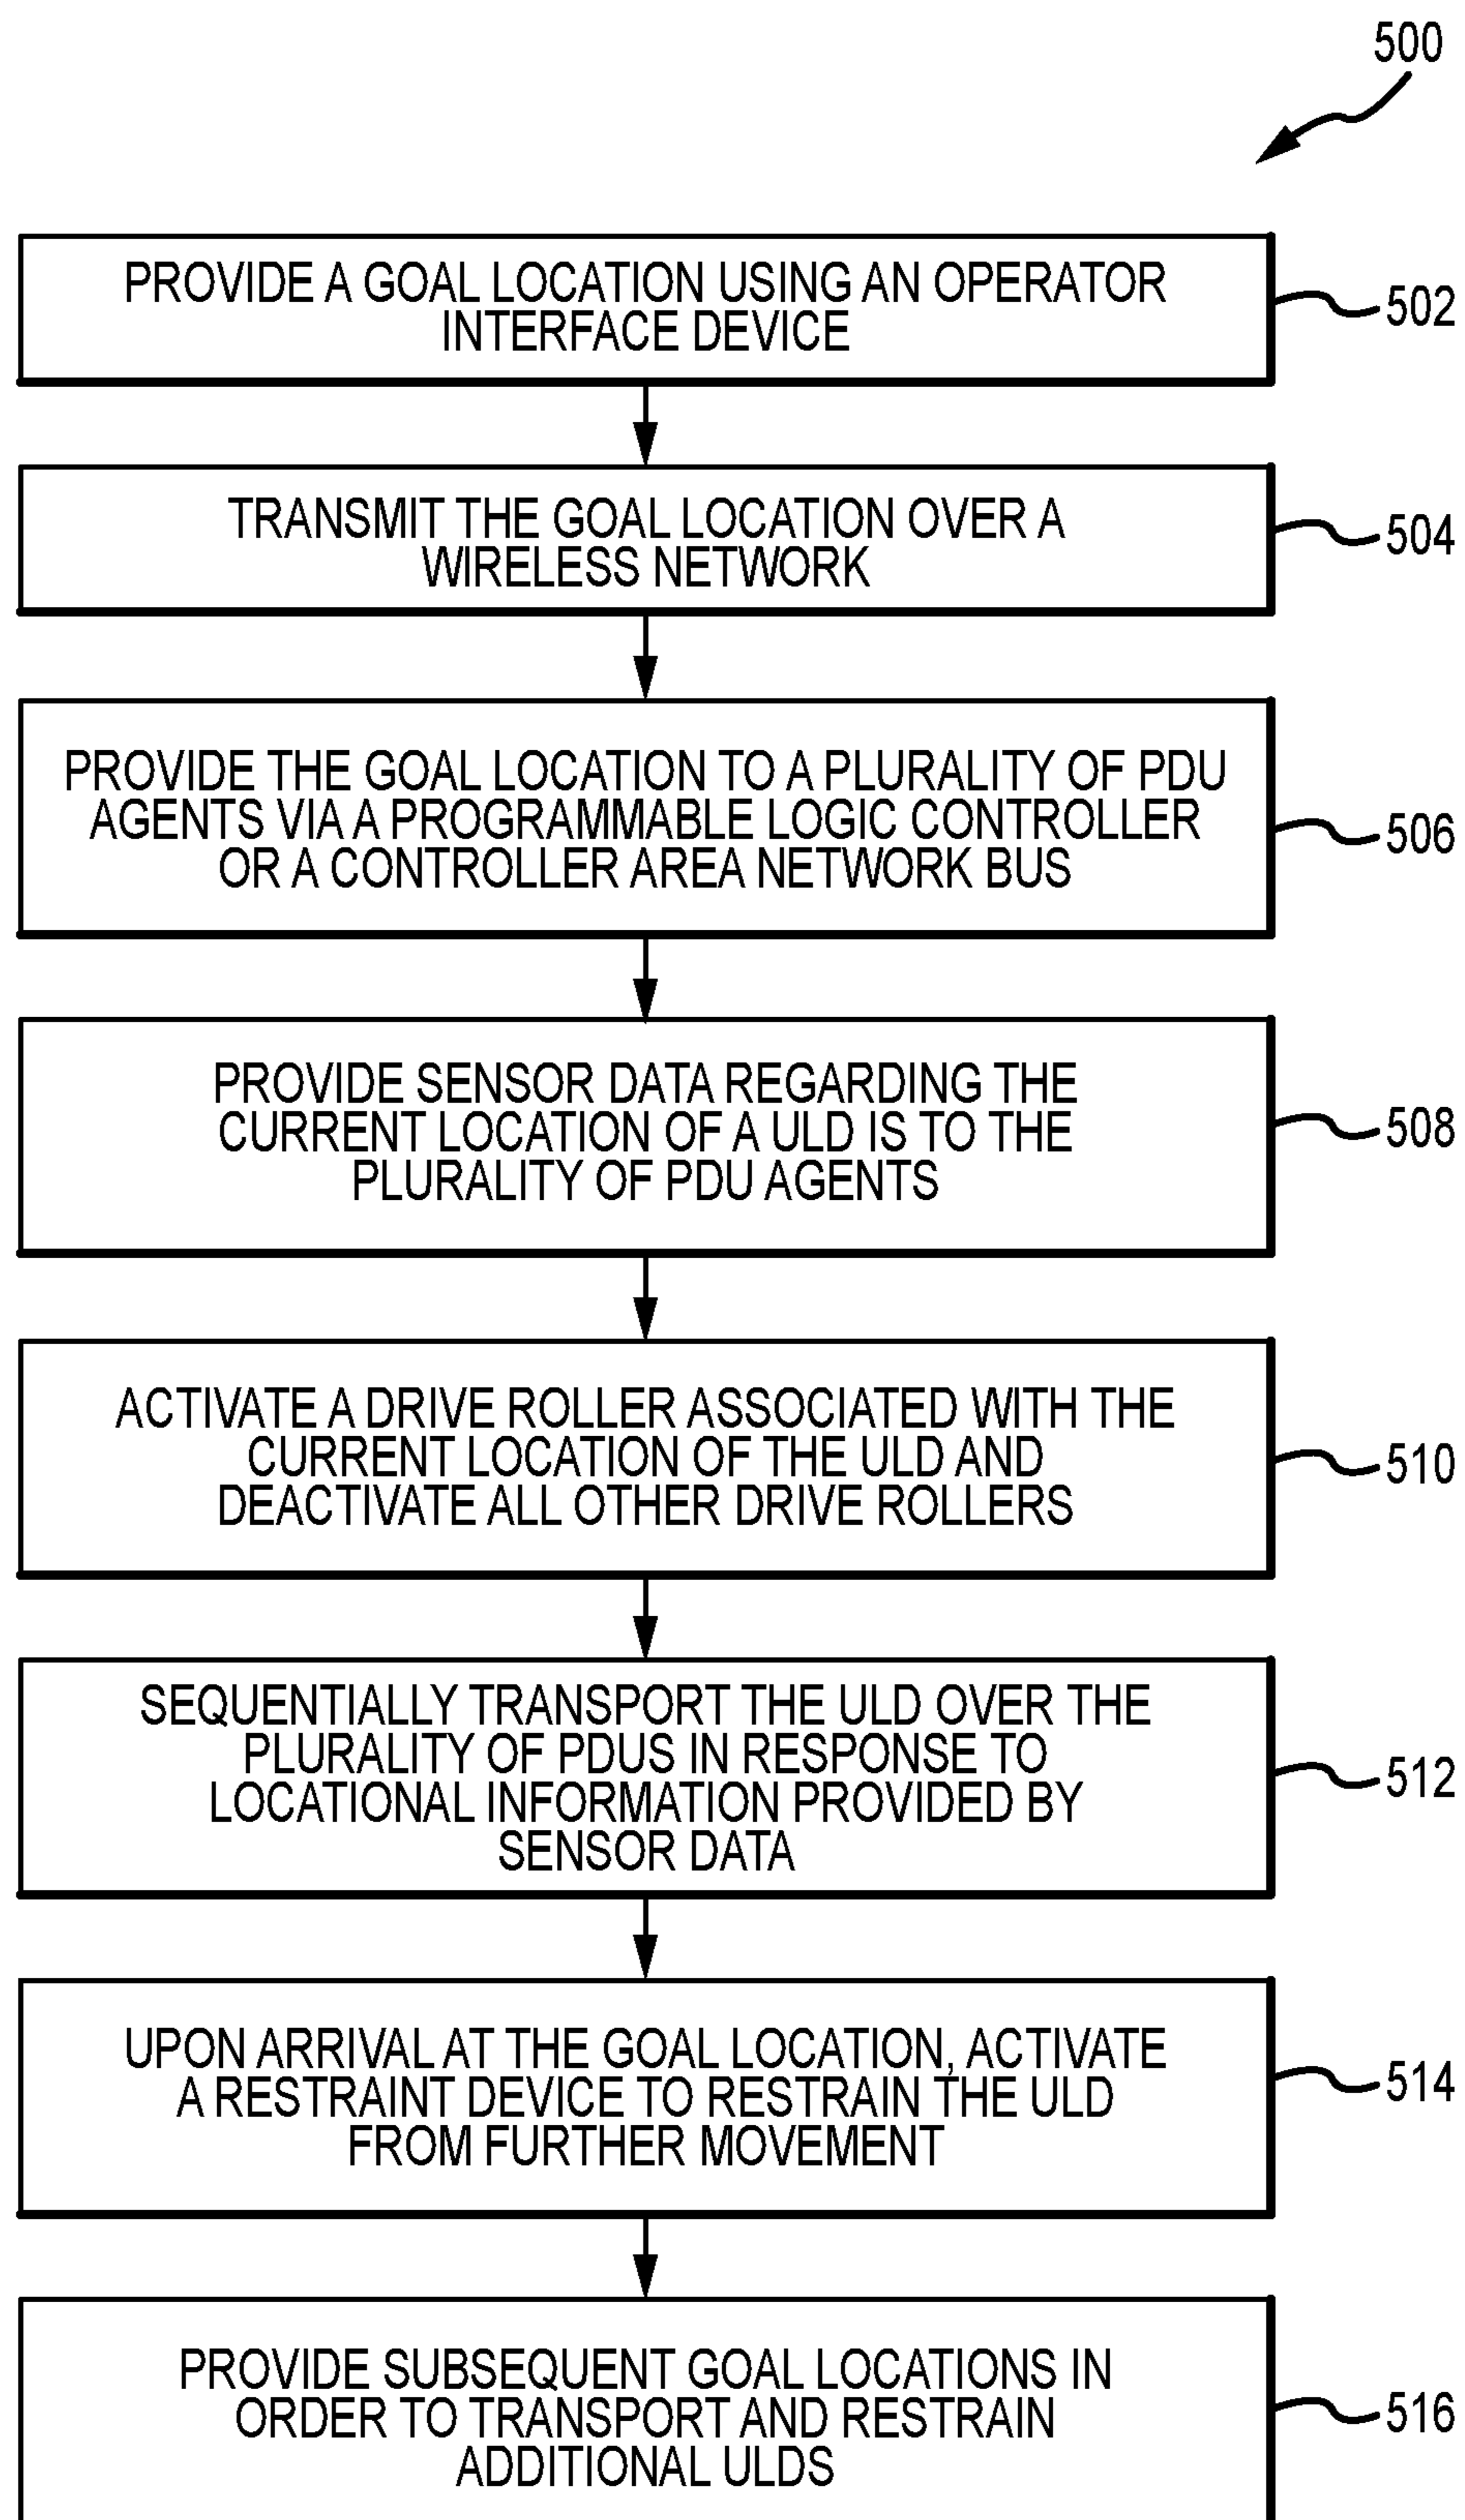 500
PROVIDE A GOAL LOCATION USING AN OPERATOR
INTERFACE DEVICE
502
TRANSMIT THE GOAL LOCATION OVER A
WIRELESS NETWORK
504
PROVIDE THE GOAL LOCATION TO A PLURALITY OF PDU
AGENTS VIA A PROGRAMMABLE LOGIC CONTROLLER
OR A CONTROLLER AREA NETWORK BUS
506
PROVIDE SENSOR DATA REGARDING THE
CURRENT LOCATION OF A ULD IS TO THE
PLURALITY OF PDU AGENTS
508
ACTIVATE A DRIVE ROLLER ASSOCIATED WITH THE
CURRENT LOCATION OF THE ULD AND
DEACTIVATE ALL OTHER DRIVE ROLLERS
510
SEQUENTIALLY TRANSPORT THE ULD OVER THE
PLURALITY OF PDUS IN RESPONSE TO
LOCATIONAL INFORMATION PROVIDED BY
SENSOR DATA
512
UPON ARRIVAL AT THE GOAL LOCATION, ACTIVATE
A RESTRAINT DEVICE TO RESTRAIN THE ULD
FROM FURTHER MOVEMENT
514
PROVIDE SUBSEQUENT GOAL LOCATIONS IN
ORDER TO TRANSPORT AND RESTRAIN
ADDITIONAL ULDS
516